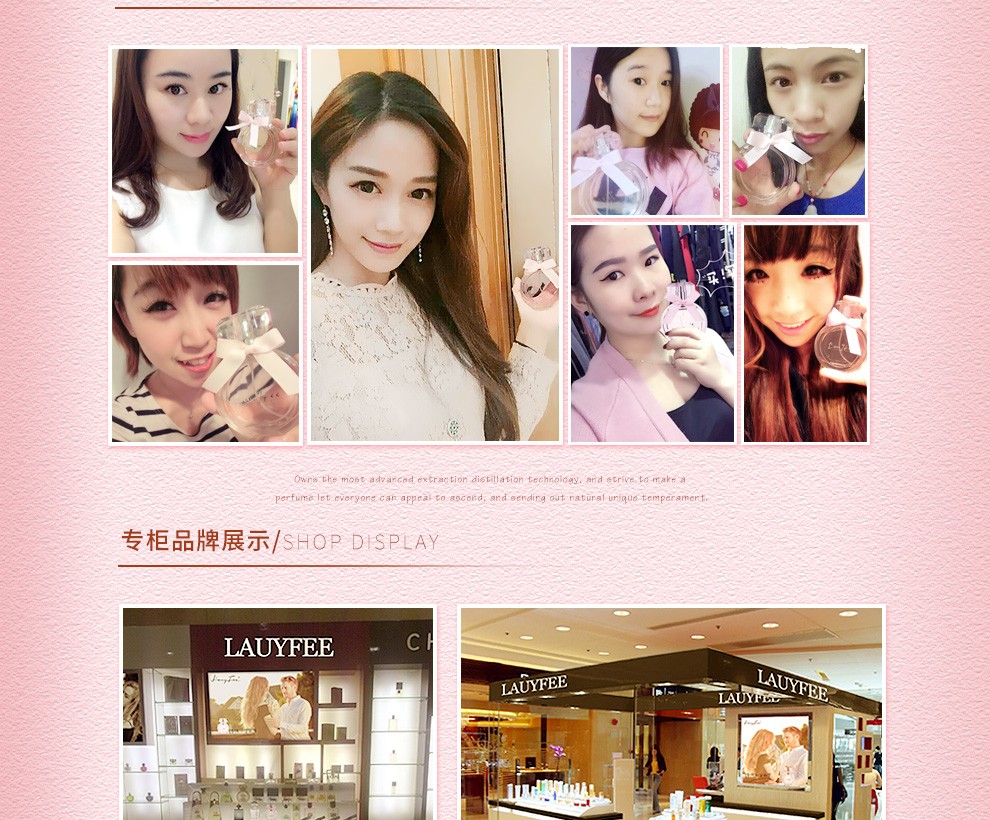 Owns the most advanced extraction distillation technology, and strive to make a
perfume let everyone can appeal to ascend, and sending out natural unique temperament.
专柜品牌展示/SHOP DISPLAY
LAUYFEE
CH
LAUYFEE
LAUYFEE
LAUYFEE